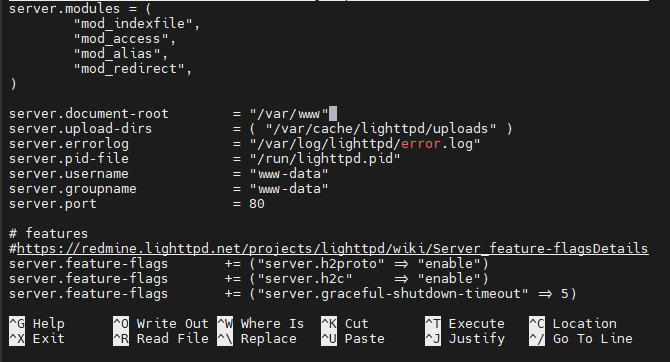 server.modules = (
        "mod_indexfile",
        "mod_access",
        "mod_alias",
        "mod_redirect",
)

server.document-root        = "/var/www"
server.upload-dirs          = ( "/var/cache/lighttpd/uploads" )
server.errorlog             = "/var/log/lighttpd/error.log"
server.pid-file             = "/run/lighttpd.pid"
server.username             = "www-data"
server.groupname            = "www-data"
server.port                 = 80

# features
#https://redmine.lighttpd.net/projects/lighttpd/wiki/Server_feature-flagsDetails
server.feature-flags       += ("server.h2proto" => "enable")
server.feature-flags       += ("server.h2c"     => "enable")
server.feature-flags       += ("server.graceful-shutdown-timeout" => 5)

^G Help      ^O Write Out ^W Where Is  ^K Cut       ^T Execute   ^C Location
^X Exit      ^R Read File ^\ Replace   ^U Paste     ^J Justify   ^/ Go To Line